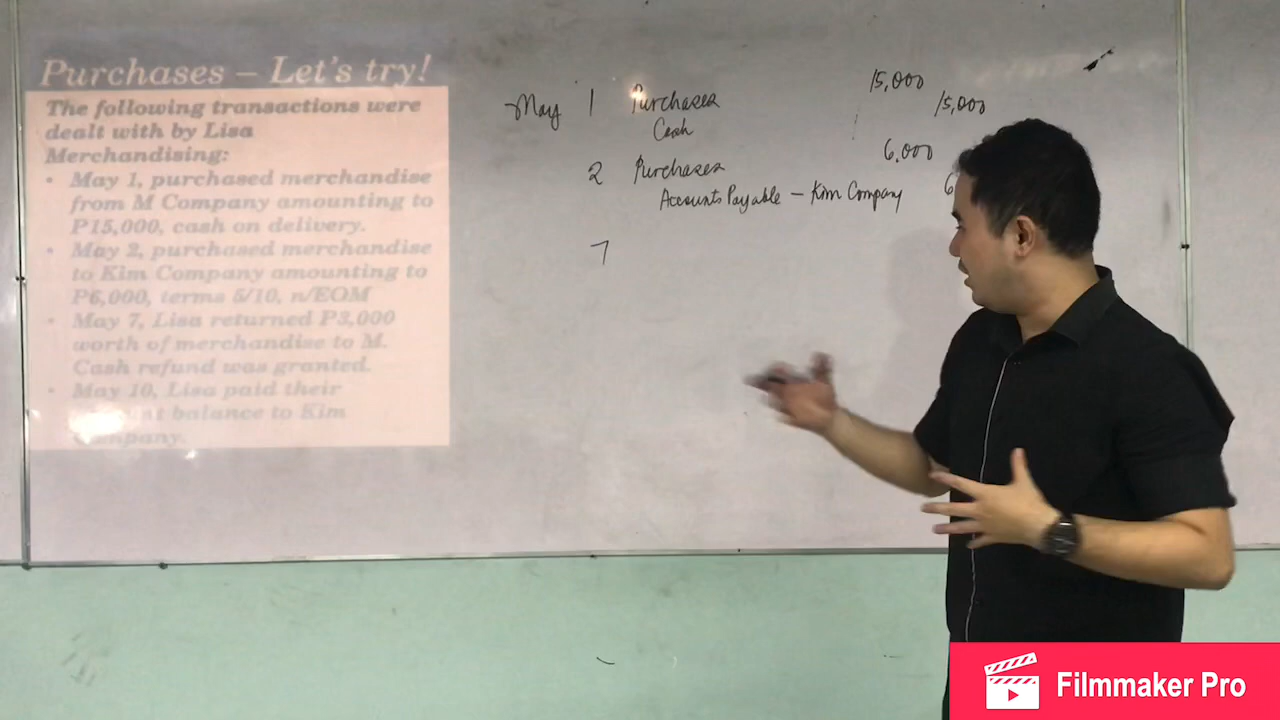 Purchases – Let's try!
The following transactions were
dealt with by Lisa
Merchandising:
• May 1, purchased merchandise
from M Company amounting to
P15,000, cash on delivery.
• May 2, purchased merchandise
to Kim Company amounting to
P6,000, terms 5/10, n/EOM
• May 7, Lisa returned P3,000
worth of merchandise to M.
Cash refund was granted.
• May 10, Lisa paid their
balance to Kim
May 1 Purchases 15,000
Cash 15,000
2 Purchases 6,000
Accounts Payable – Kim Company 6
7
Filmmaker Pro